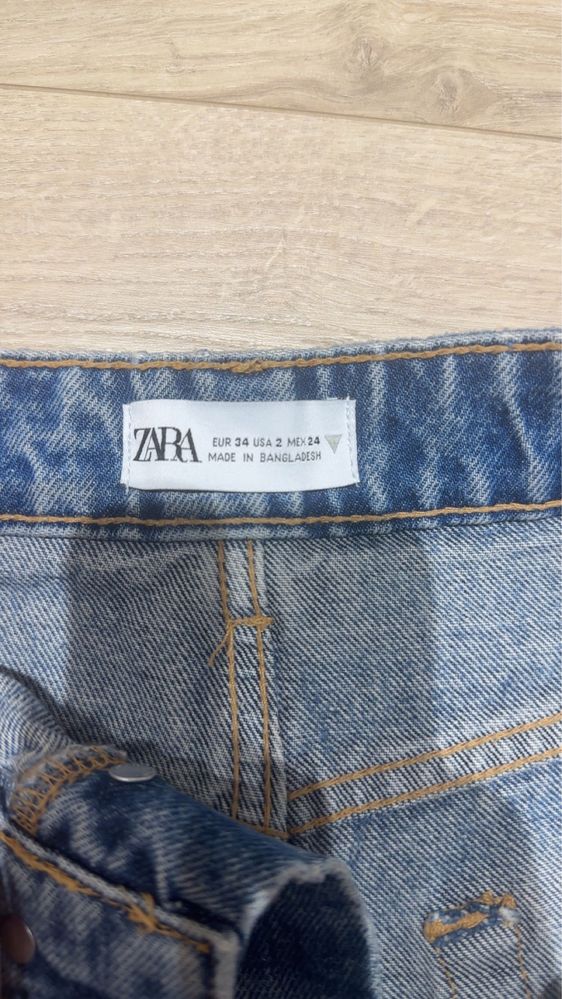 ZARA
EUR 34 USA 2 MEX 24
MADE IN BANGLADESH